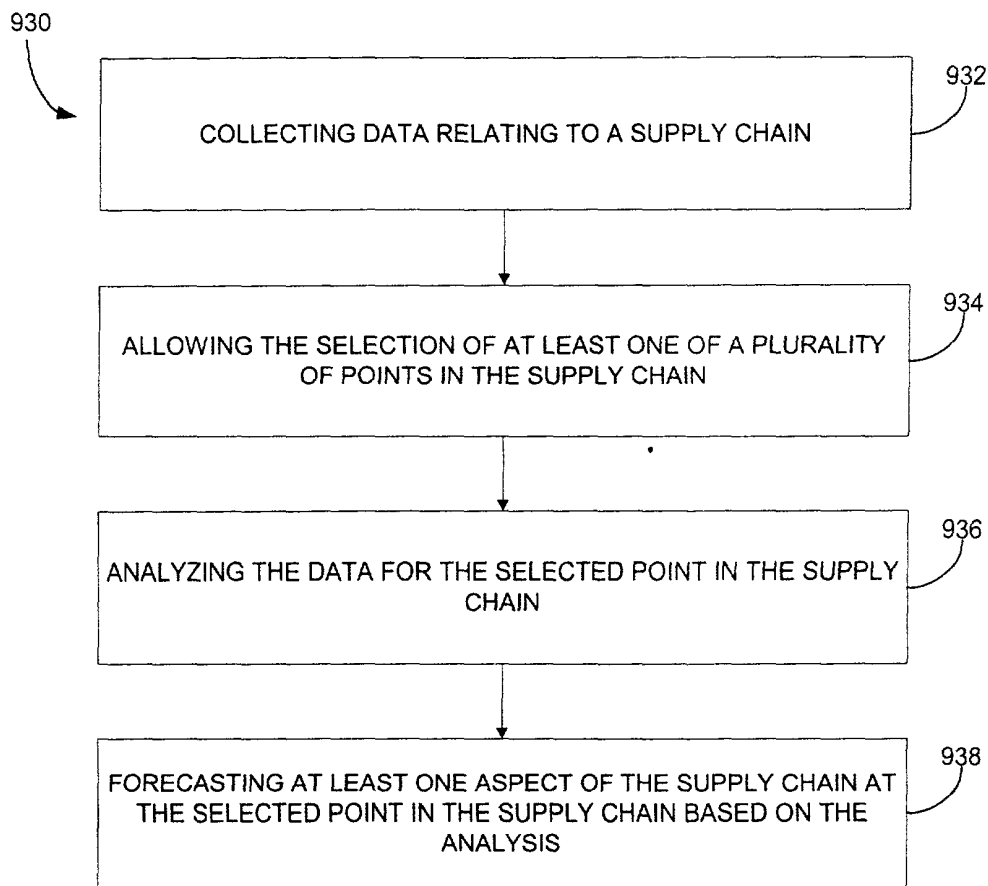 930
932
COLLECTING DATA RELATING TO A SUPPLY CHAIN
934
ALLOWING THE SELECTION OF AT LEAST ONE OF A PLURALITY
OF POINTS IN THE SUPPLY CHAIN
936
ANALYZING THE DATA FOR THE SELECTED POINT IN THE SUPPLY
CHAIN
938
FORECASTING AT LEAST ONE ASPECT OF THE SUPPLY CHAIN AT
THE SELECTED POINT IN THE SUPPLY CHAIN BASED ON THE
ANALYSIS